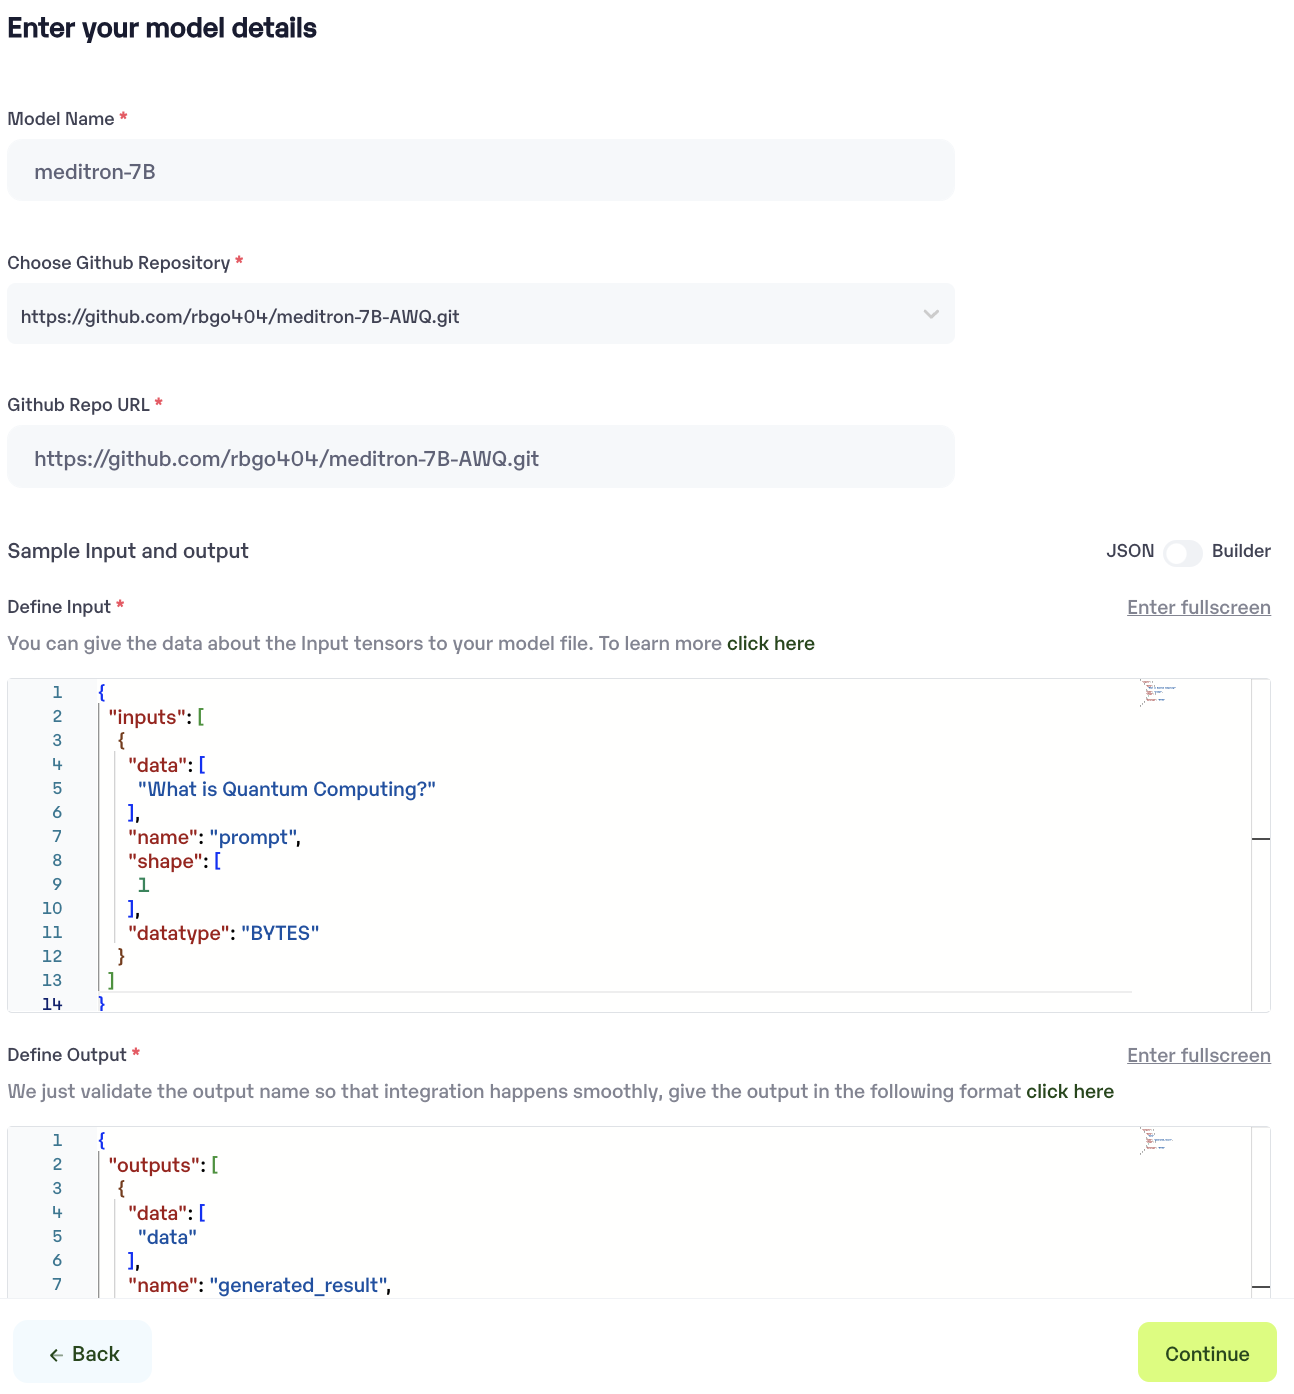 Enter your model details
Model Name *
meditron-7B
Choose Github Repository *
https://github.com/rbgo404/meditron-7B-AWQ.git
Github Repo URL *
https://github.com/rbgo404/meditron-7B-AWQ.git
Sample Input and output
JSON Builder
Define Input *
Enter fullscreen
You can give the data about the Input tensors to your model file. To learn more click here
1 {
2 "inputs": [
3 {
4 "data": [
5 "What is Quantum Computing?"
6 ],
7 "name": "prompt",
8 "shape": [
9 1
10 ],
11 "datatype": "BYTES"
12 }
13 ]
14 }
Define Output *
Enter fullscreen
We just validate the output name so that integration happens smoothly, give the output in the following format click here
1 {
2 "outputs": [
3 {
4 "data": [
5 "data"
6 ],
7 "name": "generated_result",
← Back
Continue